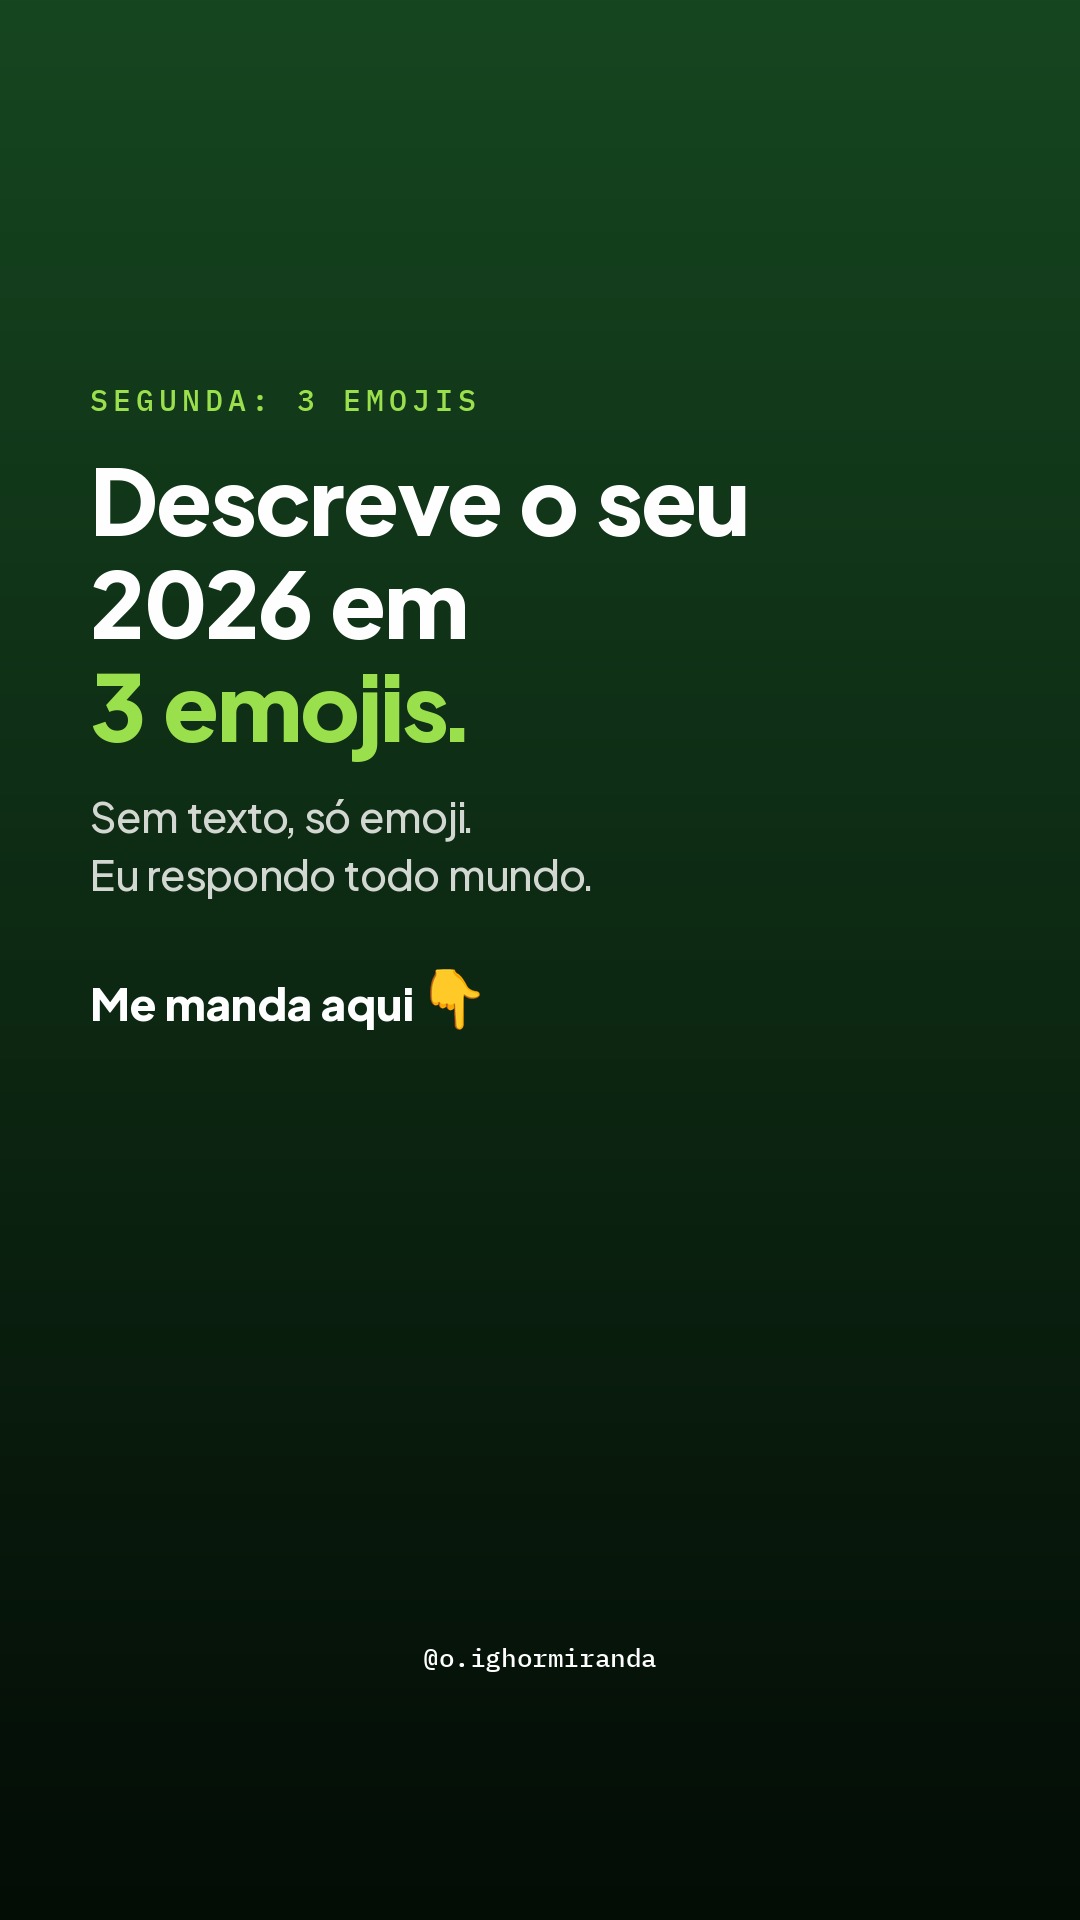 SEGUNDA: 3 EMOJIS
Descreve o seu
2026 em
3 emojis.
Sem texto, só emoji.
Eu respondo todo mundo.
Me manda aqui 👇
@o.ighormiranda